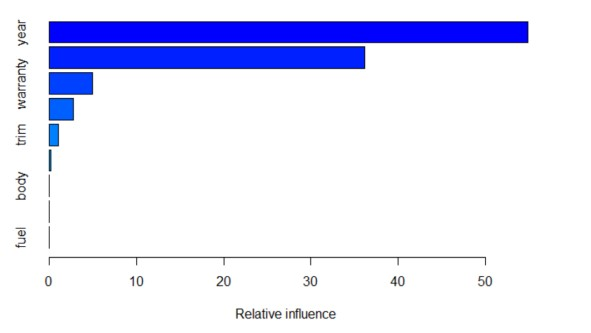 year
warranty
trim
body
fuel
0 10 20 30 40 50
Relative influence